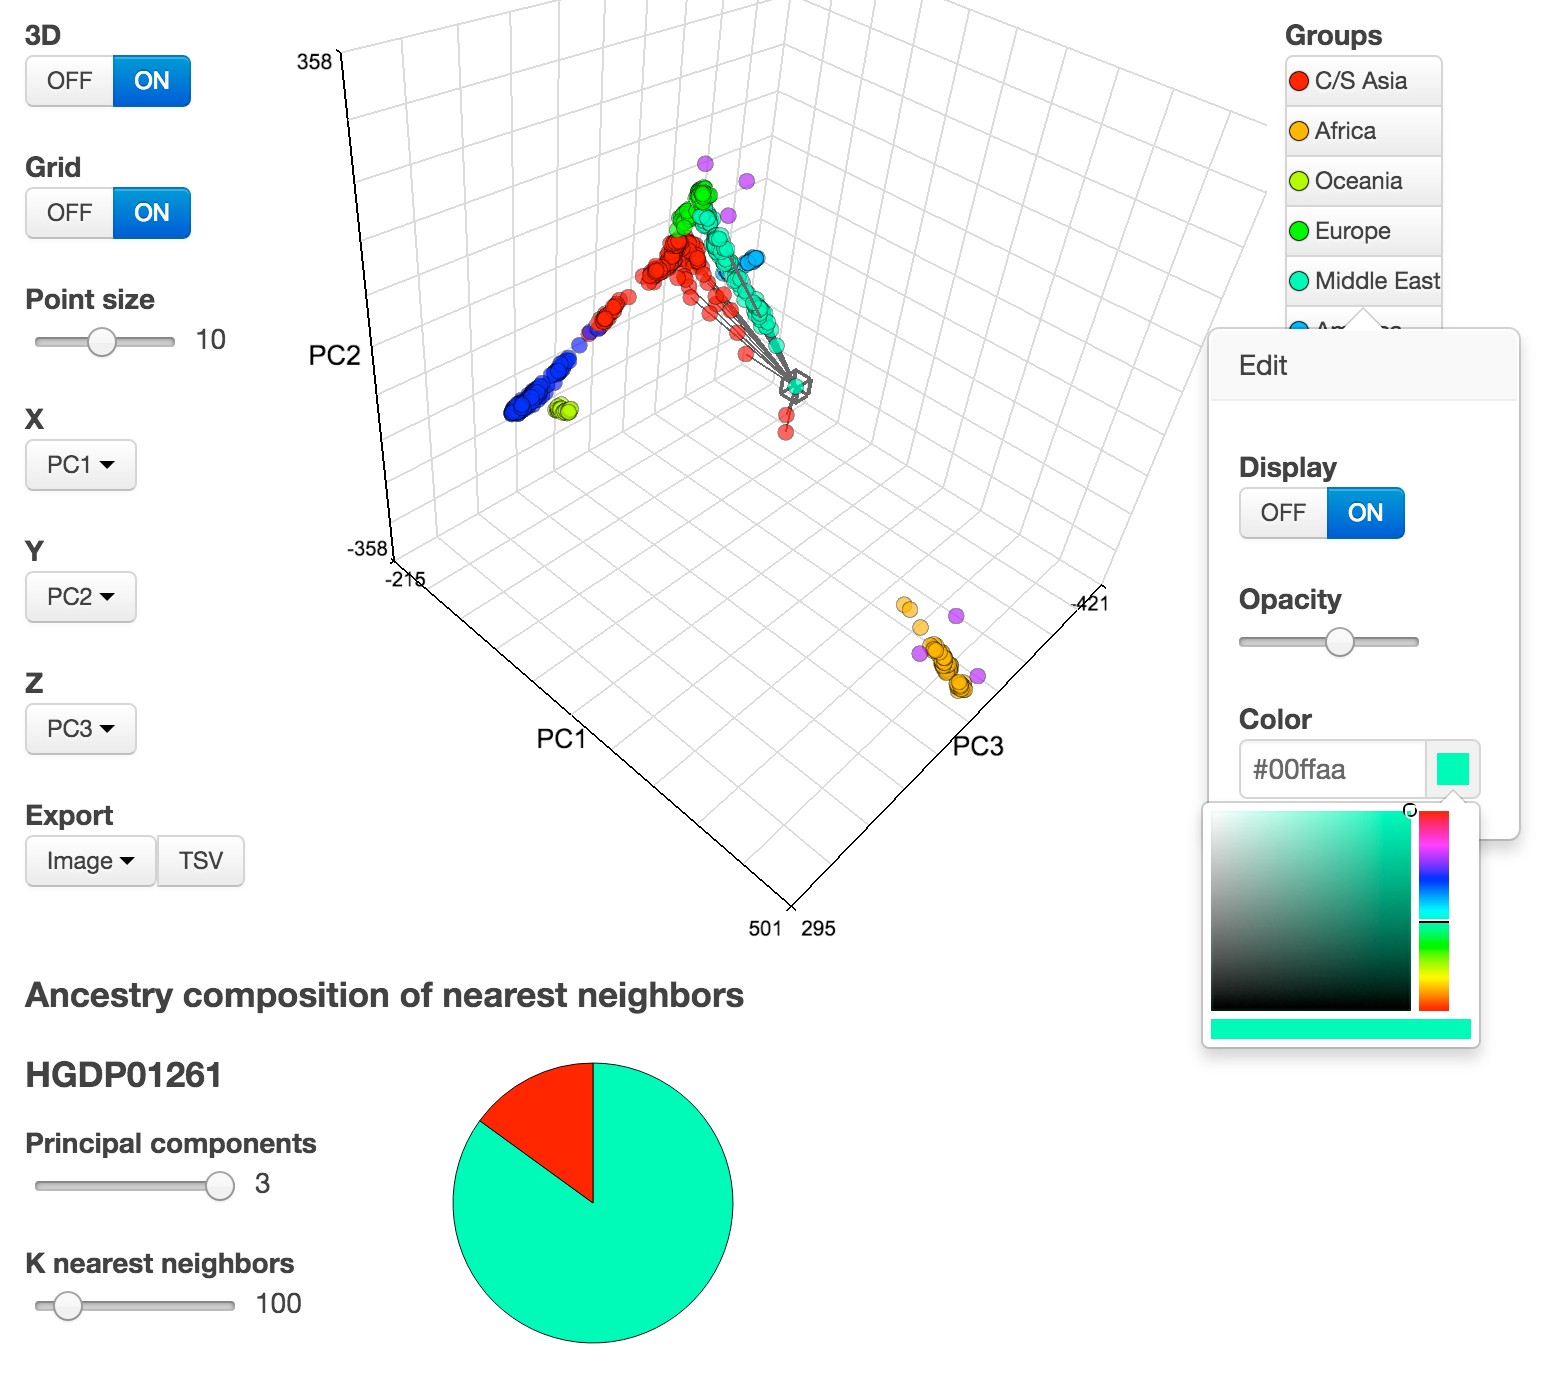 3D
OFF ON
Grid
OFF ON
Point size
10
X
PC1
Y
PC2
Z
PC3
Export
Image TSV
358
PC2
-358
-215
PC1
501
295
PC3
-421
Groups
C/S Asia
Africa
Oceania
Europe
Middle East
Edit
Display
OFF ON
Opacity
Color
#00ffaa
Ancestry composition of nearest neighbors
HGDP01261
Principal components
3
K nearest neighbors
100